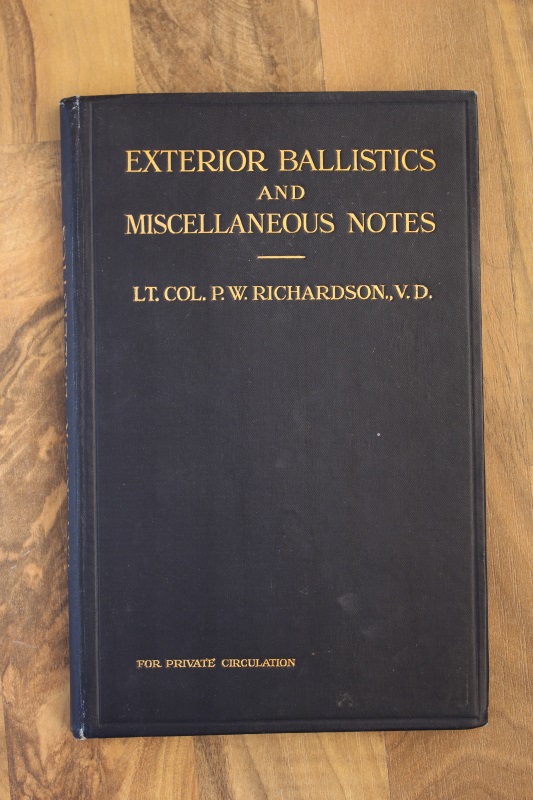 EXTERIOR BALLISTICS
AND
MISCELLANEOUS NOTES
LT. COL. P. W. RICHARDSON., V. D.
FOR PRIVATE CIRCULATION